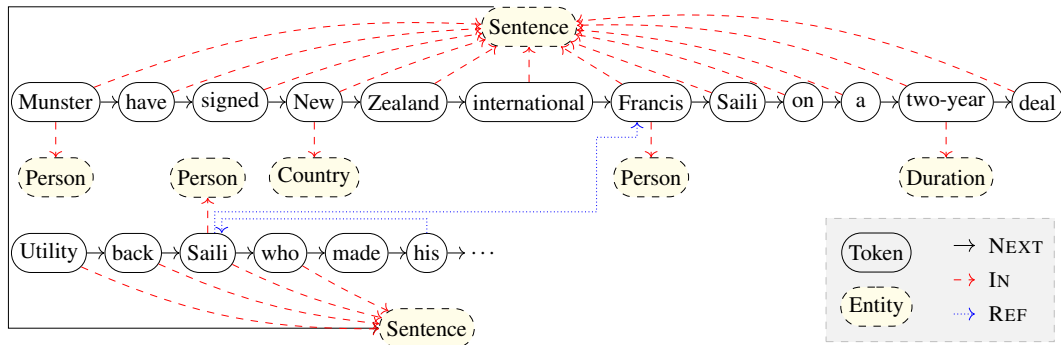 Sentence
Munster have signed New Zealand international Francis Saili on a two-year deal
Person Person Country Person Duration
Utility back Saili who made his ...
Sentence
Token
Entity
NEXT
IN
REF